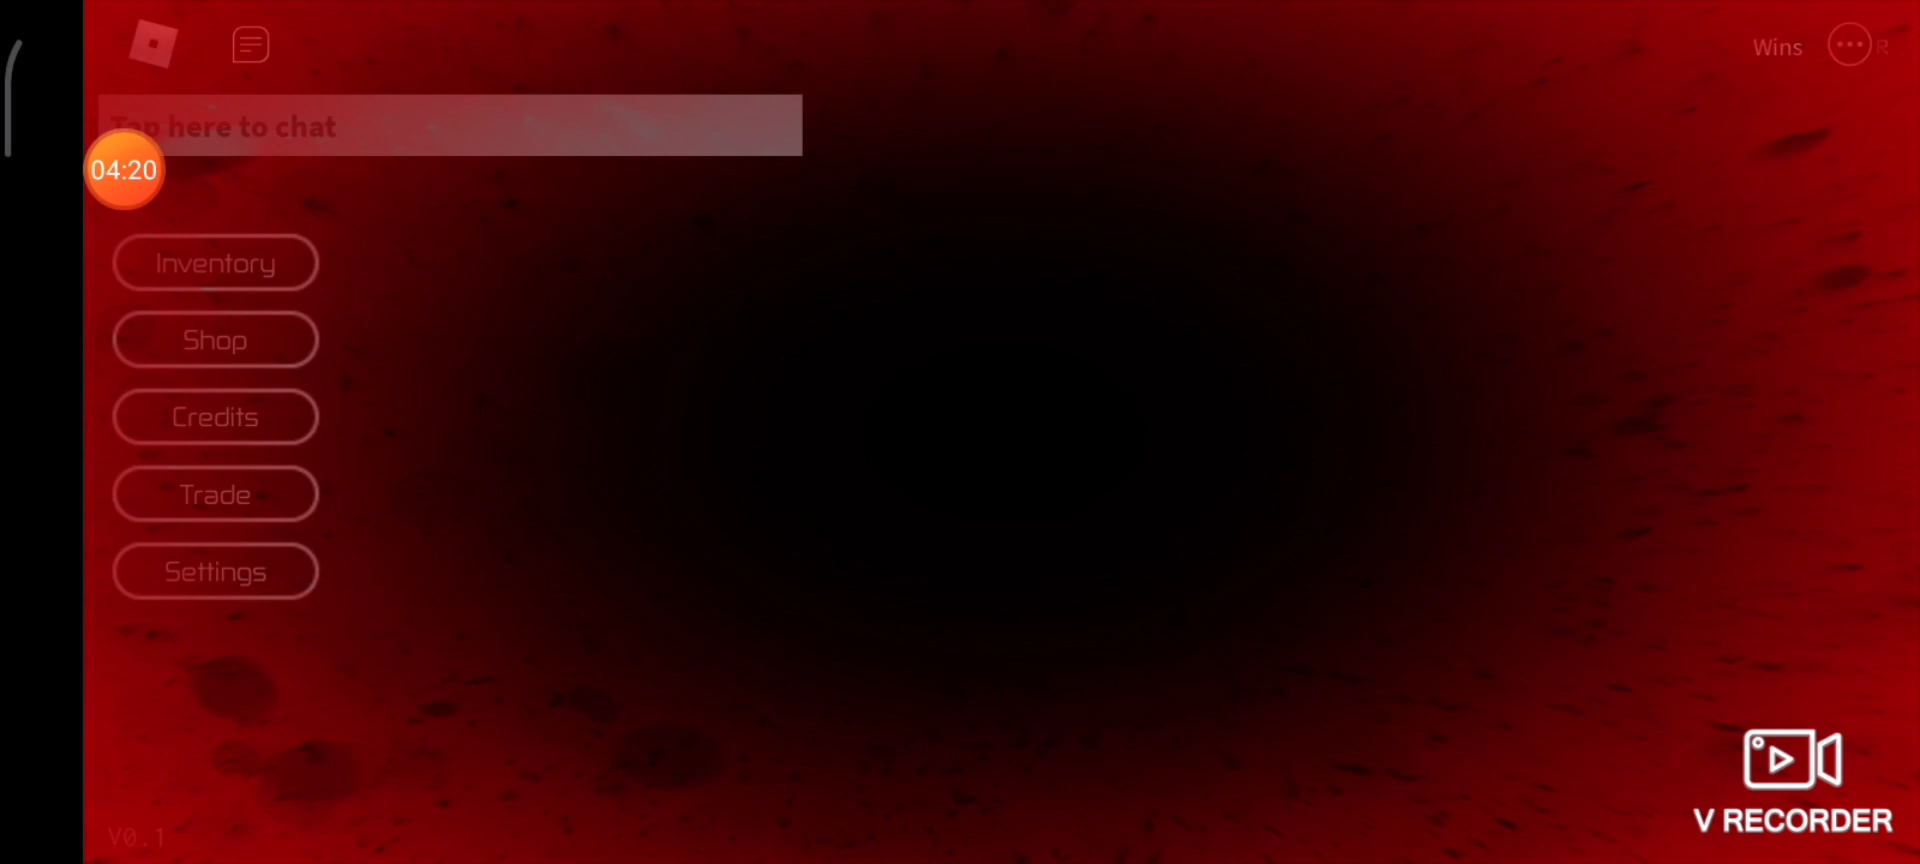 Wins
R
Tap here to chat
04:20
Inventory
Shop
Credits
Trade
Settings
V RECORDER
V0.1